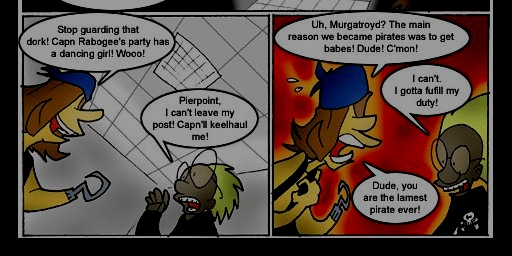 Stop guarding that
dork! Capn Rabogee's party has
a dancing girl! Wooo!
Pierpoint,
I can't leave my
post! Capn'll keelhaul
me!
Uh, Murgatroyd? The main
reason we became pirates was to get
babes! Dude! C'mon!
I can't.
I gotta fufill my
duty!
Dude, you
are the lamest
pirate ever!